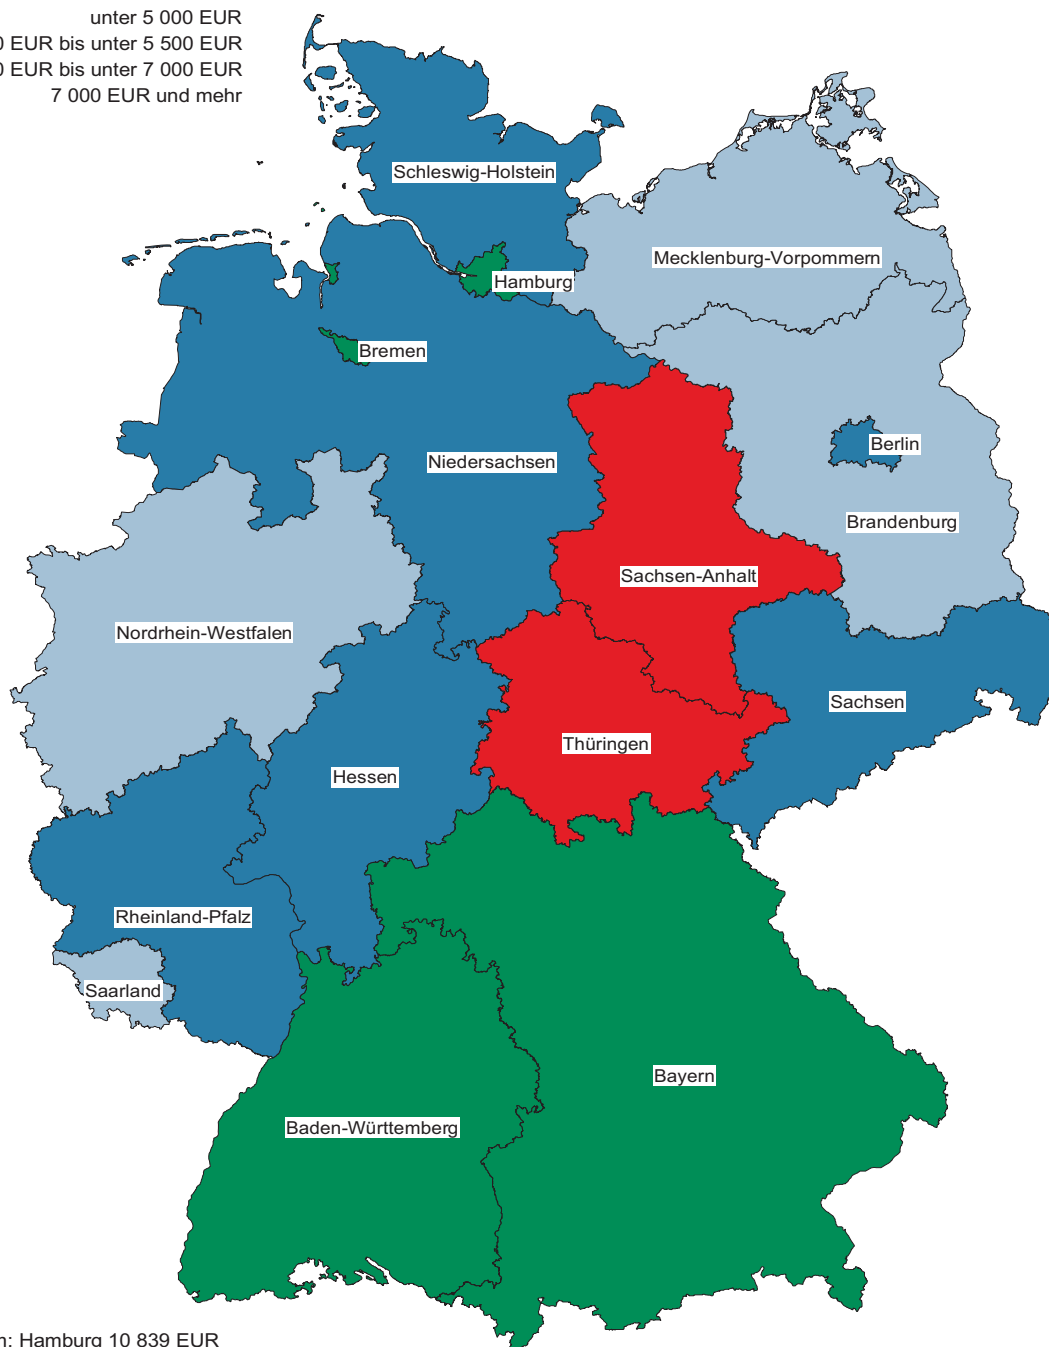 unter 5 000 EUR
EUR bis unter 5 500 EUR
EUR bis unter 7 000 EUR
7 000 EUR und mehr
Schleswig-Holstein
Mecklenburg-Vorpommern
Hamburg
Bremen
Berlin
Niedersachsen
Brandenburg
Sachsen-Anhalt
Nordrhein-Westfalen
Sachsen
Thüringen
Hessen
Rheinland-Pfalz
Saarland
Bayern
Baden-Württemberg
Hamburg 10 839 EUR